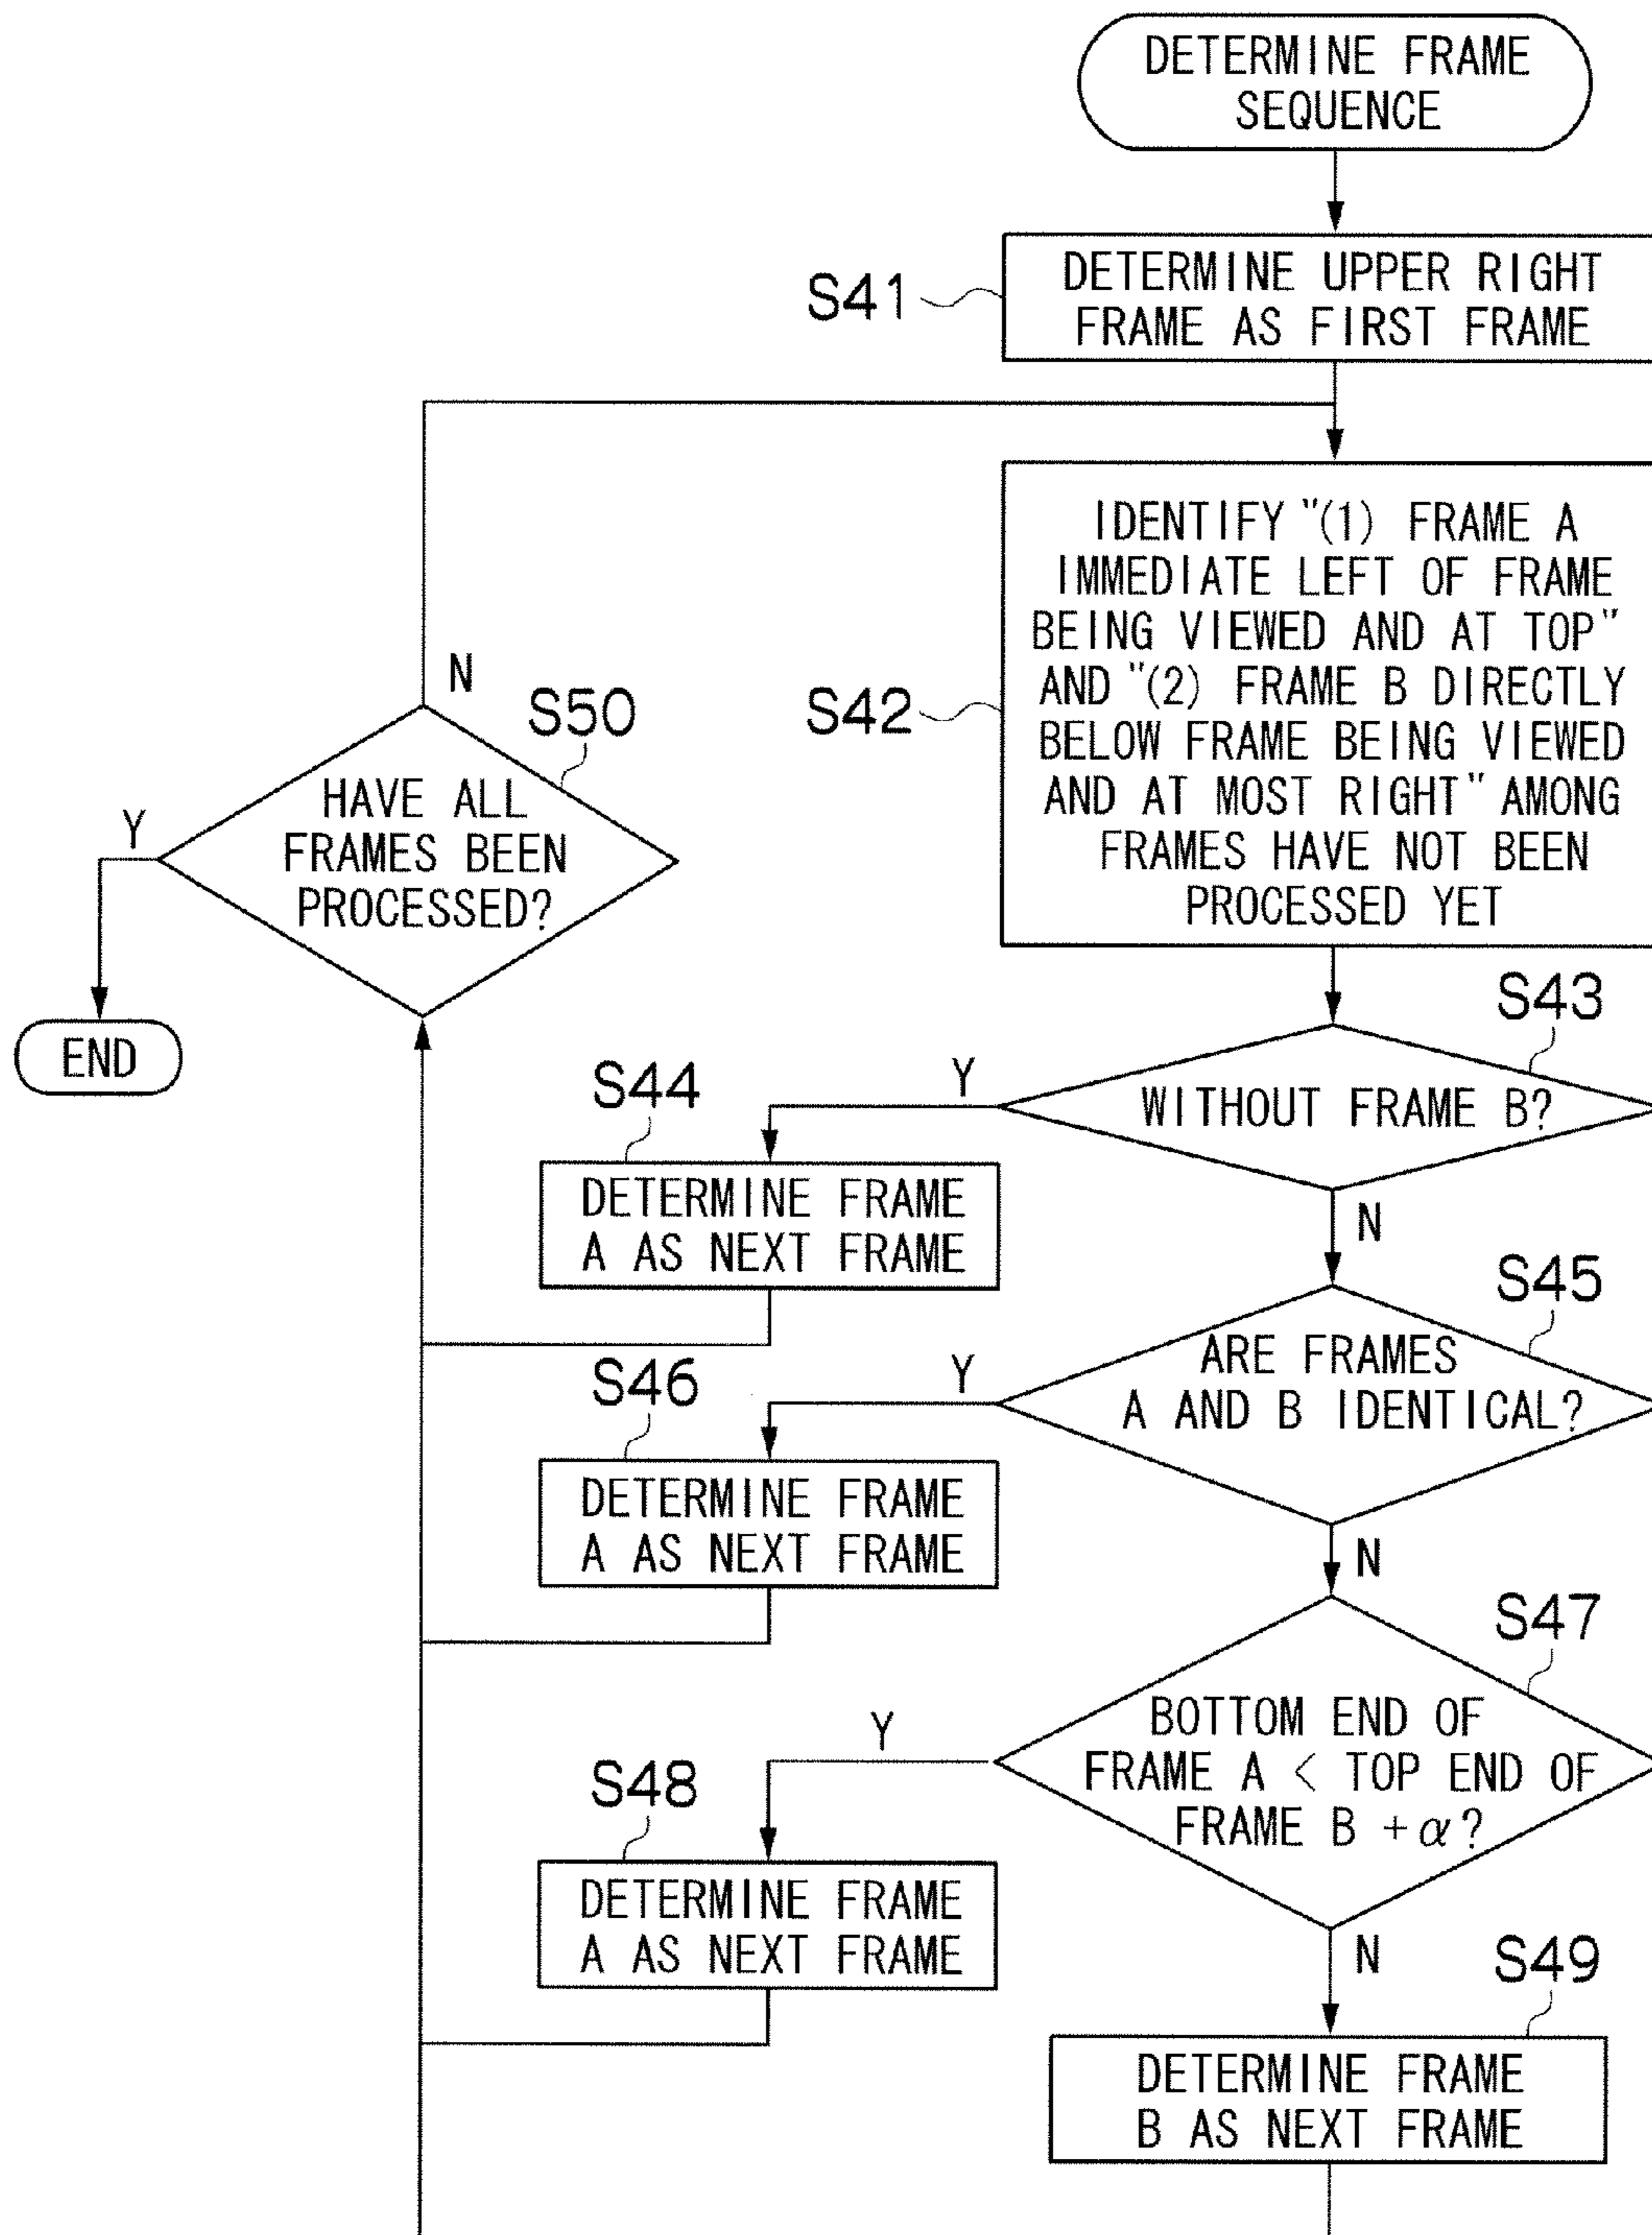 DETERMINE FRAME
SEQUENCE
S41
DETERMINE UPPER RIGHT
FRAME AS FIRST FRAME
S42
IDENTIFY "(1) FRAME A
IMMEDIATE LEFT OF FRAME
BEING VIEWED AND AT TOP"
AND "(2) FRAME B DIRECTLY
BELOW FRAME BEING VIEWED
AND AT MOST RIGHT" AMONG
FRAMES HAVE NOT BEEN
PROCESSED YET
N
S50
HAVE ALL
FRAMES BEEN
PROCESSED?
Y
END
S43
WITHOUT FRAME B?
Y
N
S44
DETERMINE FRAME
A AS NEXT FRAME
S45
ARE FRAMES
A AND B IDENTICAL?
Y
N
S46
DETERMINE FRAME
A AS NEXT FRAME
S47
BOTTOM END OF
FRAME A < TOP END OF
FRAME B +α?
Y
N
S48
DETERMINE FRAME
A AS NEXT FRAME
S49
DETERMINE FRAME
B AS NEXT FRAME